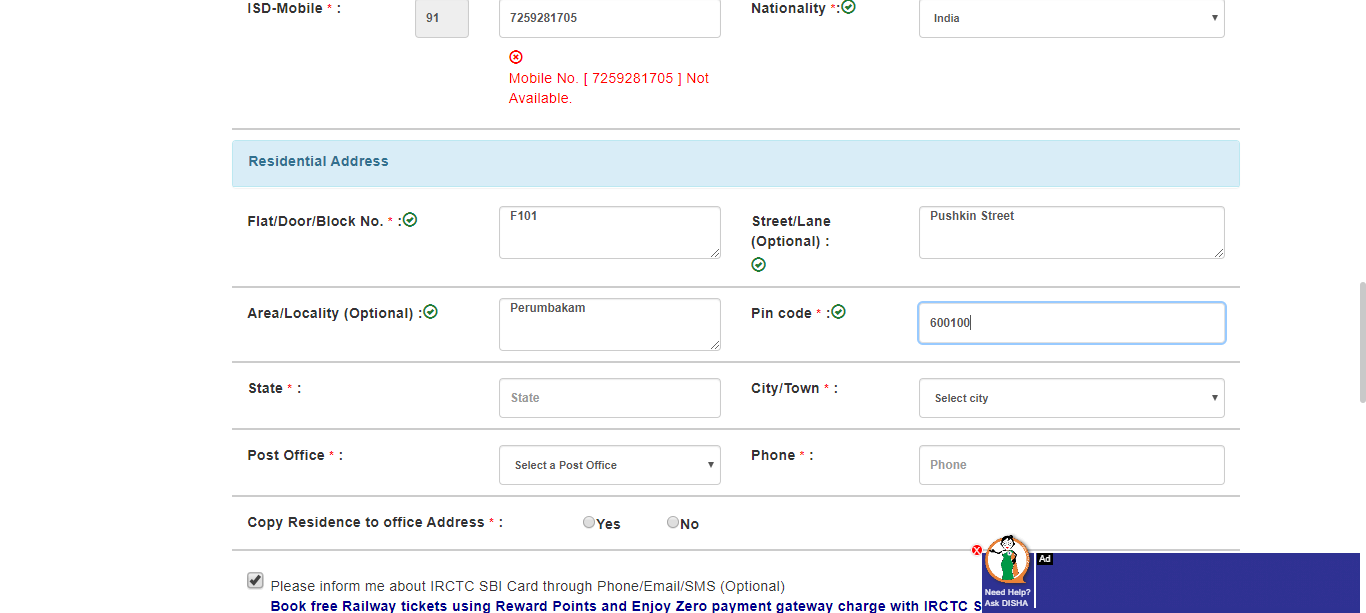 ISD-Mobile * :
91
7259281705
Nationality *:
India
Mobile No. [ 7259281705 ] Not
Available.
Residential Address
Flat/Door/Block No. * :
F101
Street/Lane
(Optional) :
Pushkin Street
Area/Locality (Optional) :
Perumbakam
Pin code * :
600100
State * :
State
City/Town * :
Select city
Post Office * :
Select a Post Office
Phone * :
Phone
Copy Residence to office Address * :
Yes
No
Please inform me about IRCTC SBI Card through Phone/Email/SMS (Optional)
Book free Railway tickets using Reward Points and Enjoy Zero payment gateway charge with IRCTC S
Ad
Need Help?
Ask DISHA